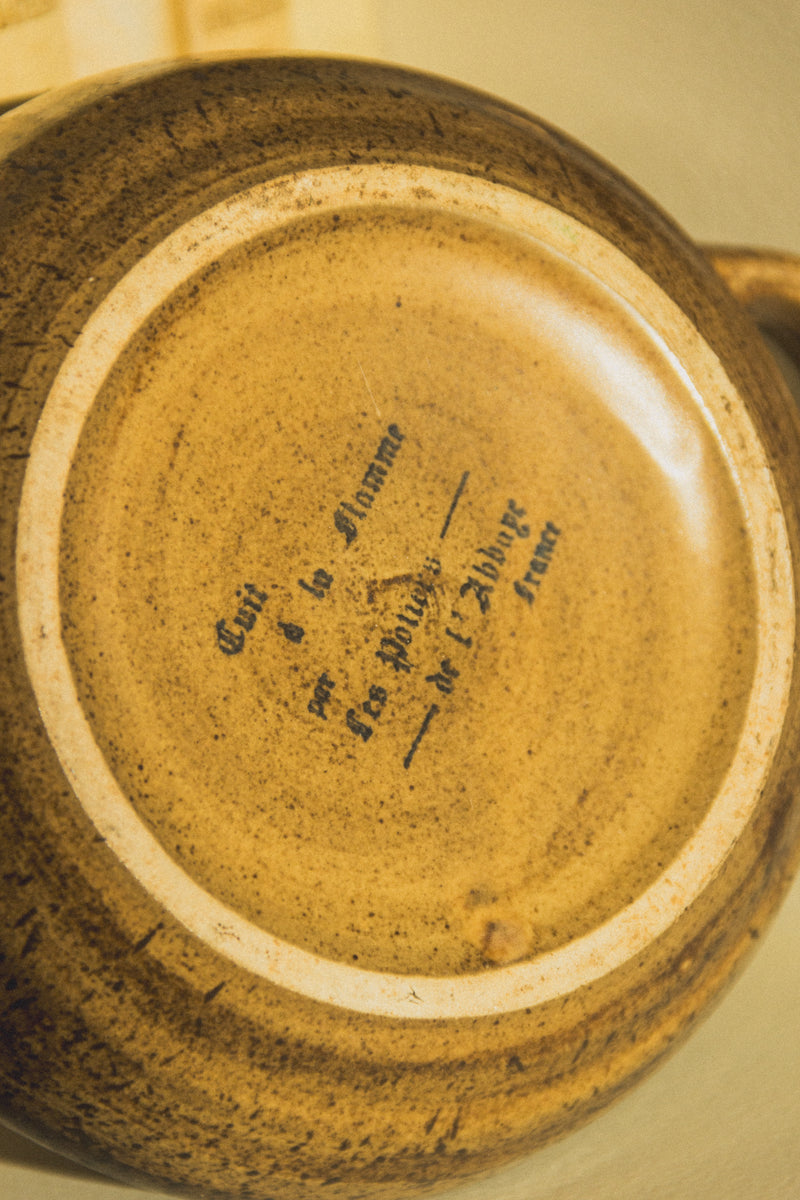 Cuit à la Flamme
par
Les Potiers
de l'Abbaye
France